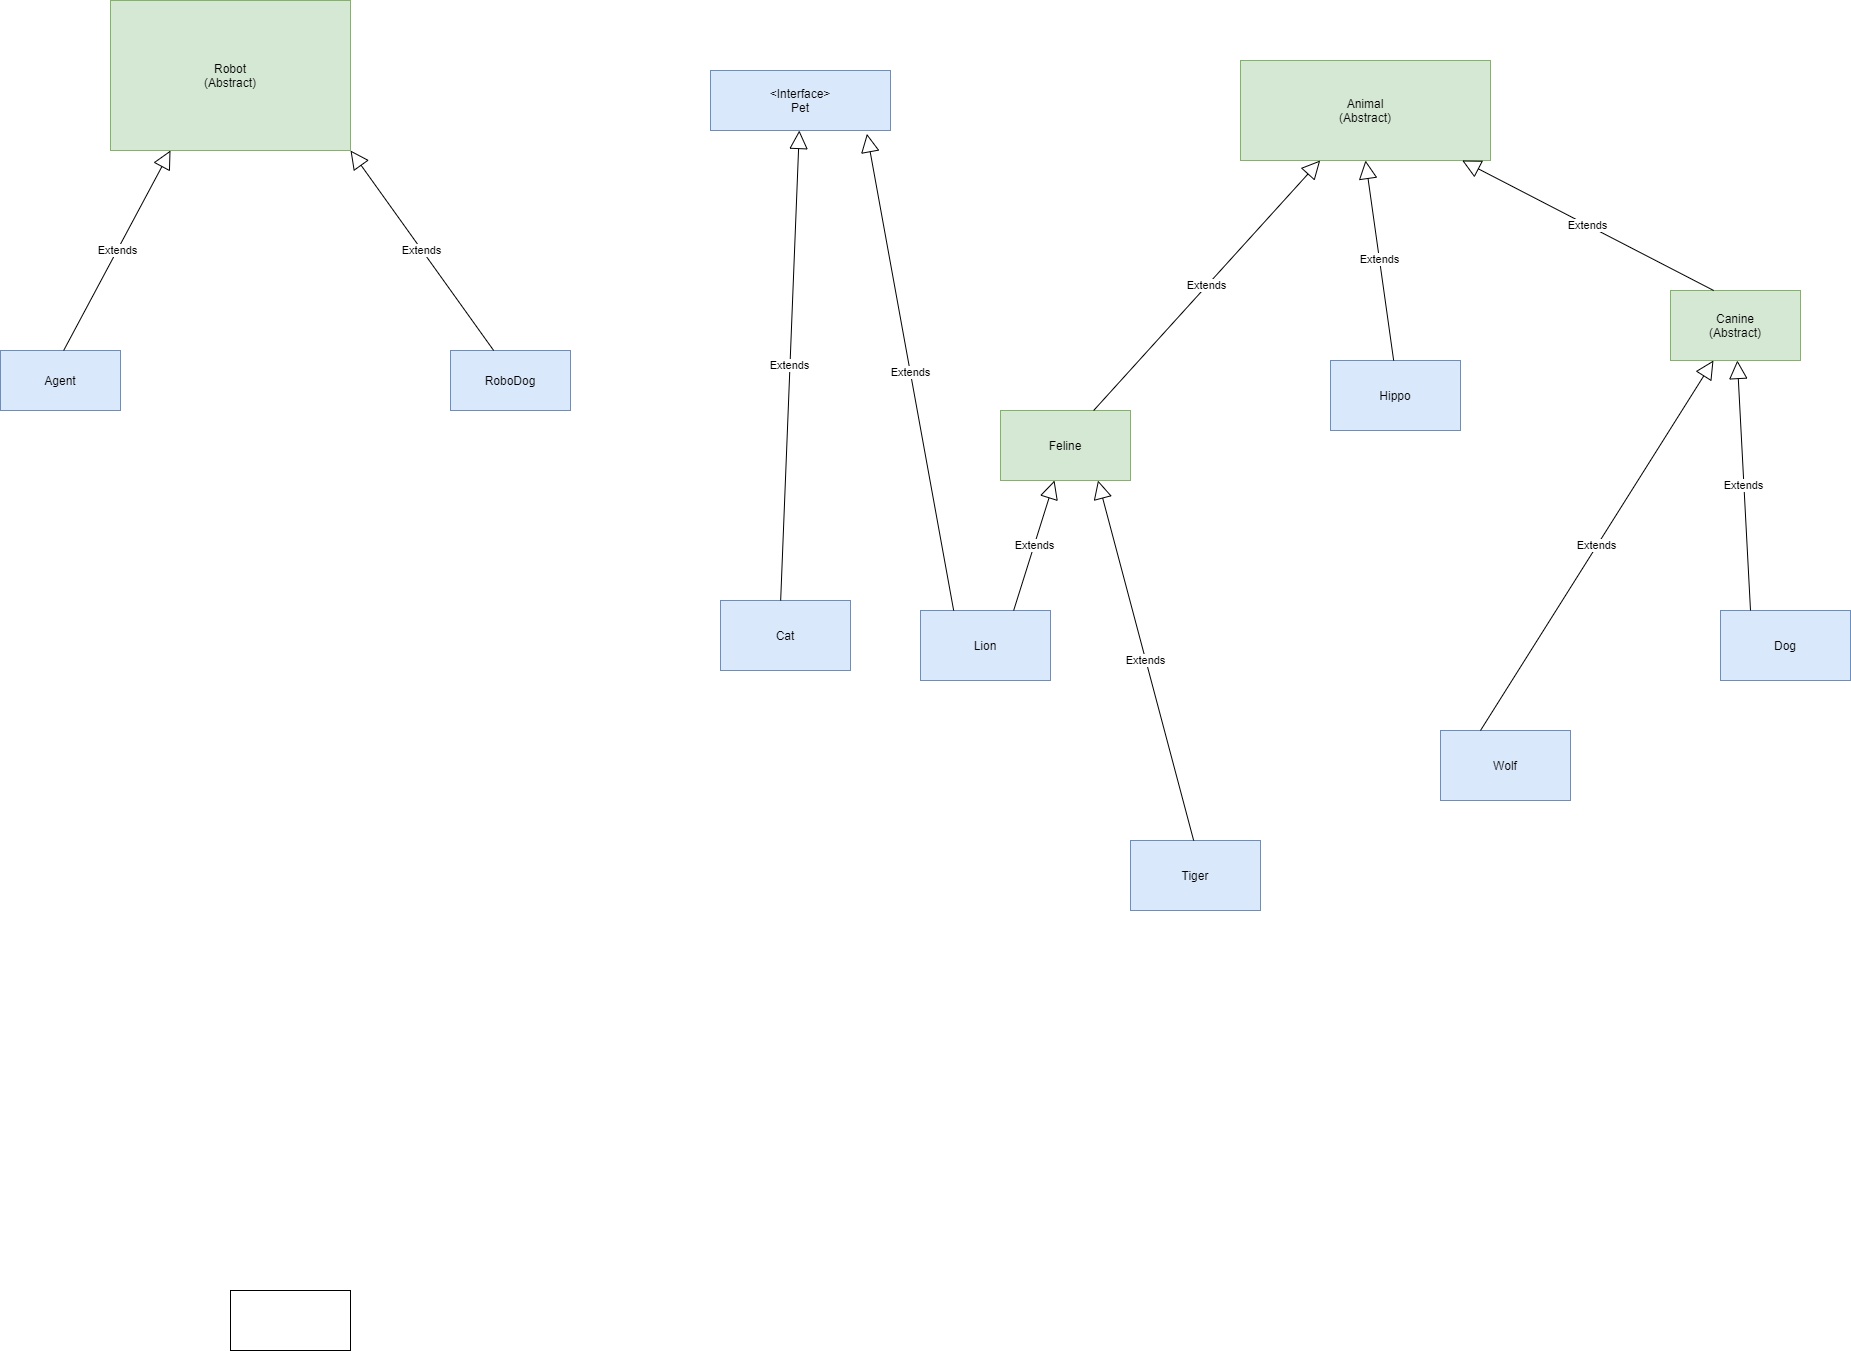 Robot
(Abstract)
<Interface>
Pet
Animal
(Abstract)
Extends
Extends
Extends
Extends
Extends
Canine
(Abstract)
Agent
RoboDog
Extends
Extends
Hippo
Feline
Extends
Extends
Extends
Cat
Lion
Dog
Extends
Wolf
Tiger